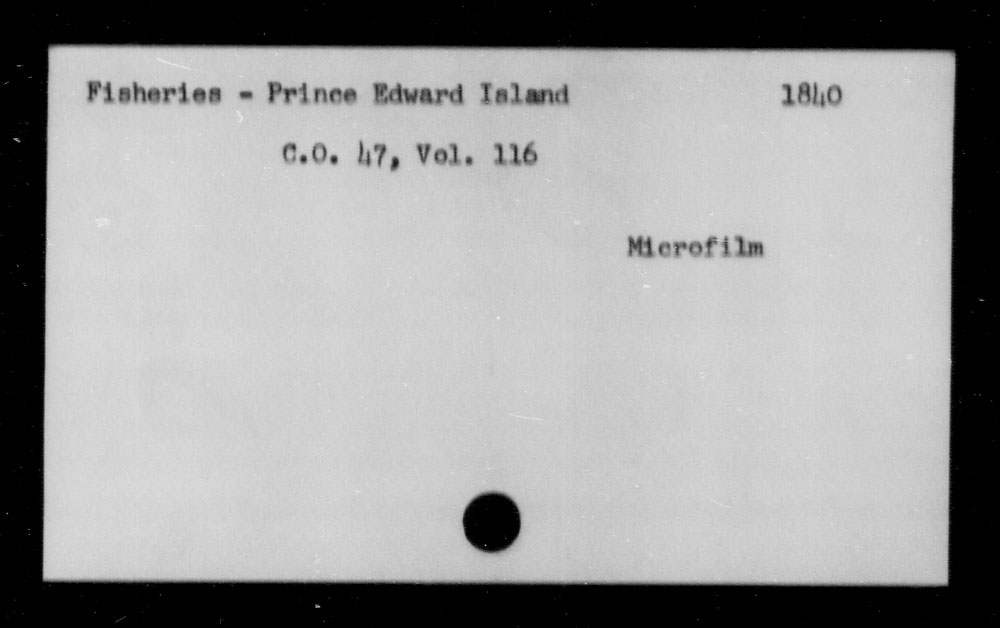 Fisheries - Prince Edward Island 1840
C.O. 47, Vol. 116
Microfilm